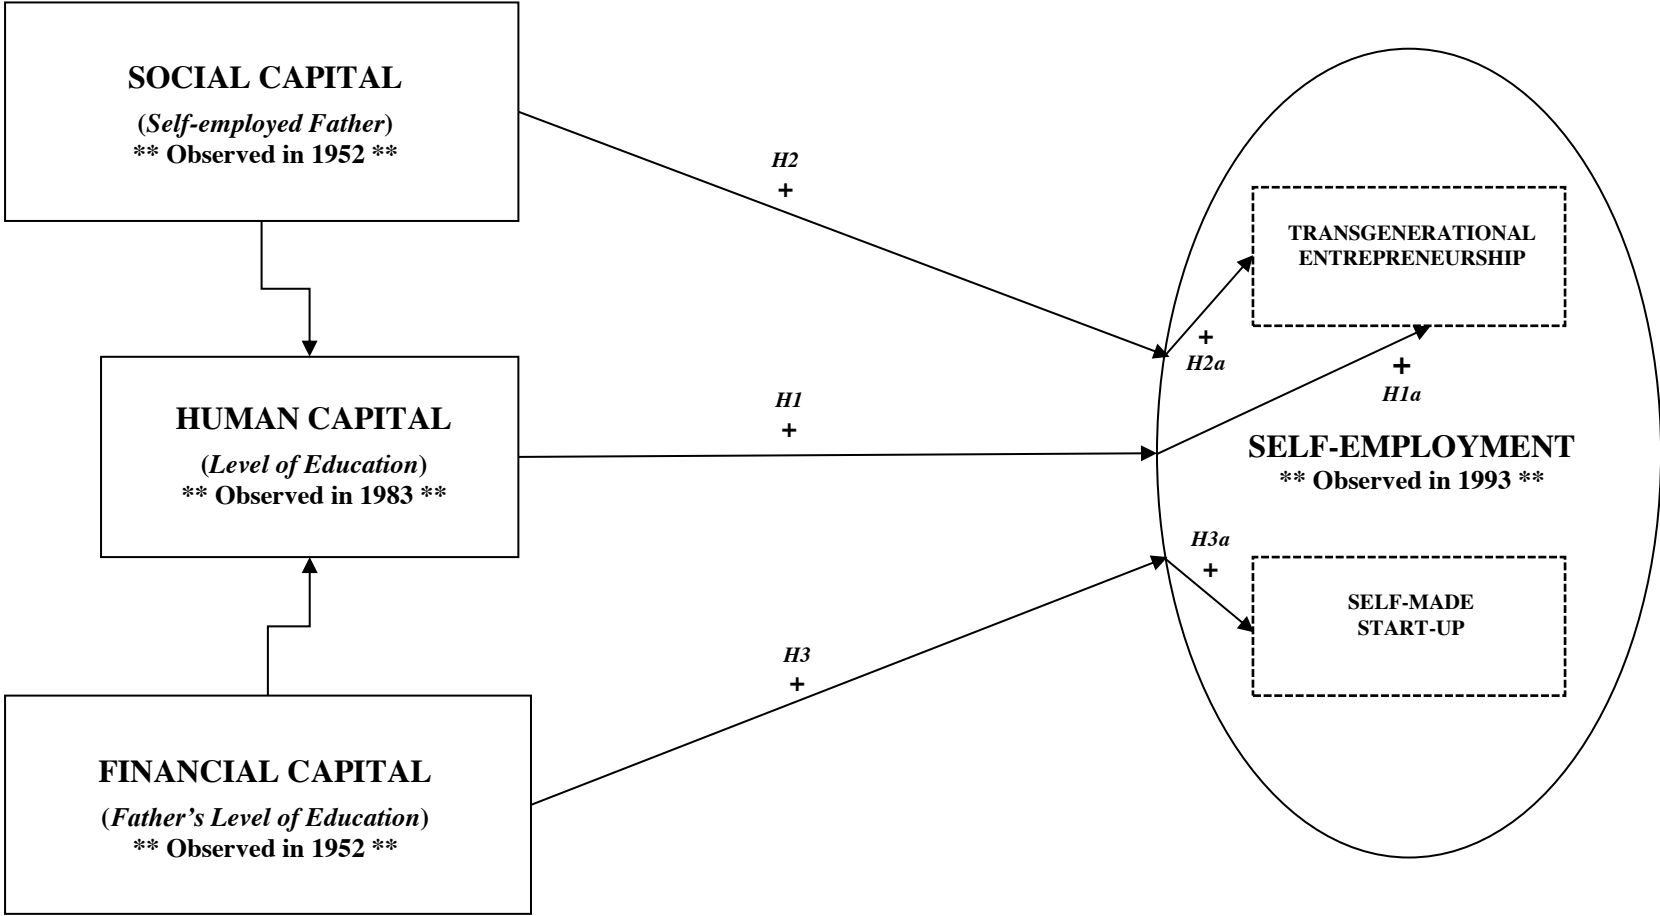 SOCIAL CAPITAL
(Self-employed Father)
** Observed in 1952 **
H2
+
TRANSGENERATIONAL
ENTREPRENEURSHIP
+
H2a
+
H1a
HUMAN CAPITAL
(Level of Education)
** Observed in 1983 **
H1
+
SELF-EMPLOYMENT
** Observed in 1993 **
H3a
+
SELF-MADE
START-UP
H3
+
FINANCIAL CAPITAL
(Father’s Level of Education)
** Observed in 1952 **